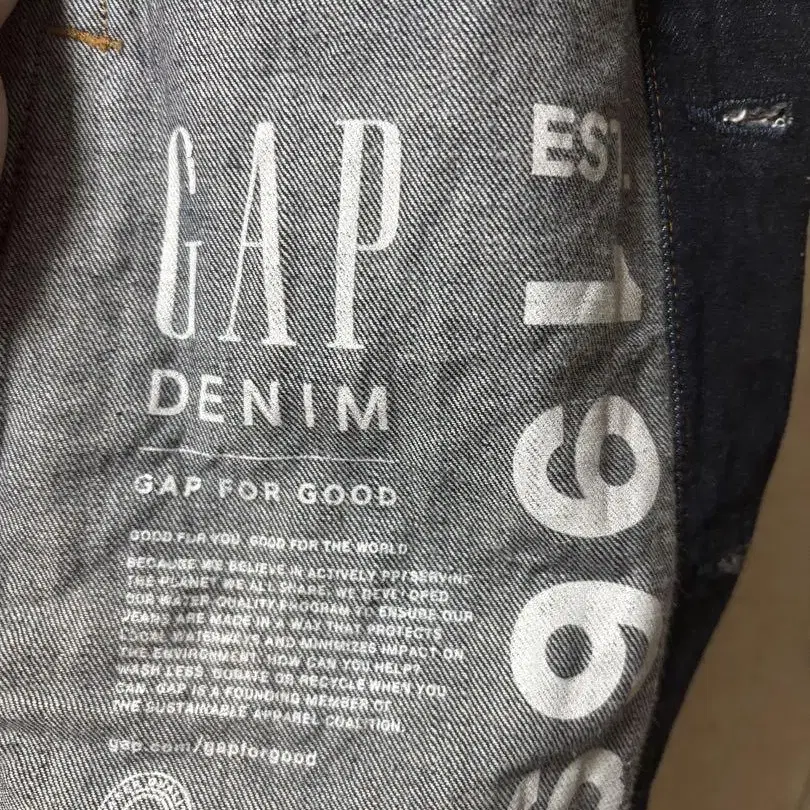 GAP
DENIM
GAP FOR GOOD
GOOD FOR YOU. GOOD FOR THE WORLD
BECAUSE WE BELIEVE IN ACTIVELY PRESERVING
THE PLANET WE ALL SHARE, WE DEVELOPED
OUR WATER QUALITY PROGRAM TO ENSURE OUR
JEANS ARE MADE IN A WAY THAT PROTECTS
LOCAL WATERWAYS AND MINIMIZES IMPACT ON
THE ENVIRONMENT. HOW CAN YOU HELP?
WASH LESS. DONATE OR RECYCLE WHEN YOU
CAN. GAP IS A FOUNDING MEMBER OF
THE SUSTAINABLE APPAREL COALITION.
gap.com/gapforgood
EST.
196